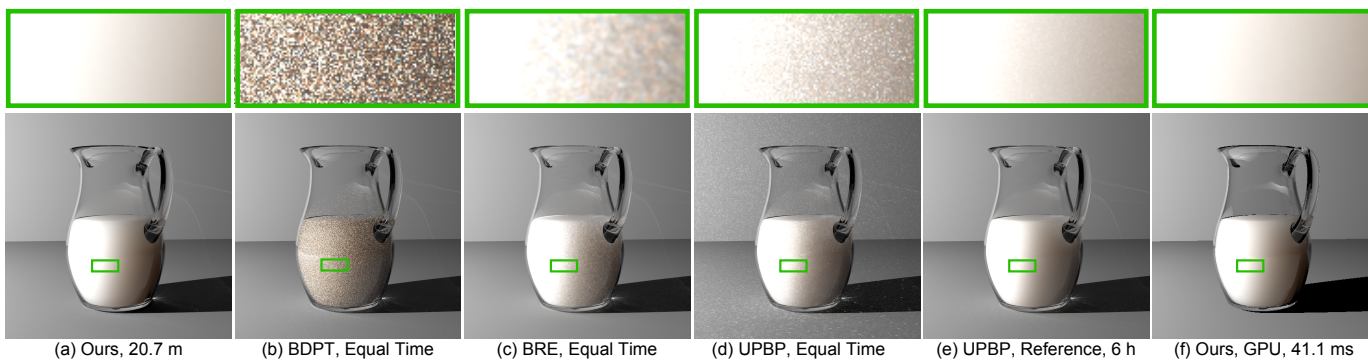 (a) Ours, 20.7 m
(b) BDPT, Equal Time
(c) BRE, Equal Time
(d) UPBP, Equal Time
(e) UPBP, Reference, 6 h
(f) Ours, GPU, 41.1 ms